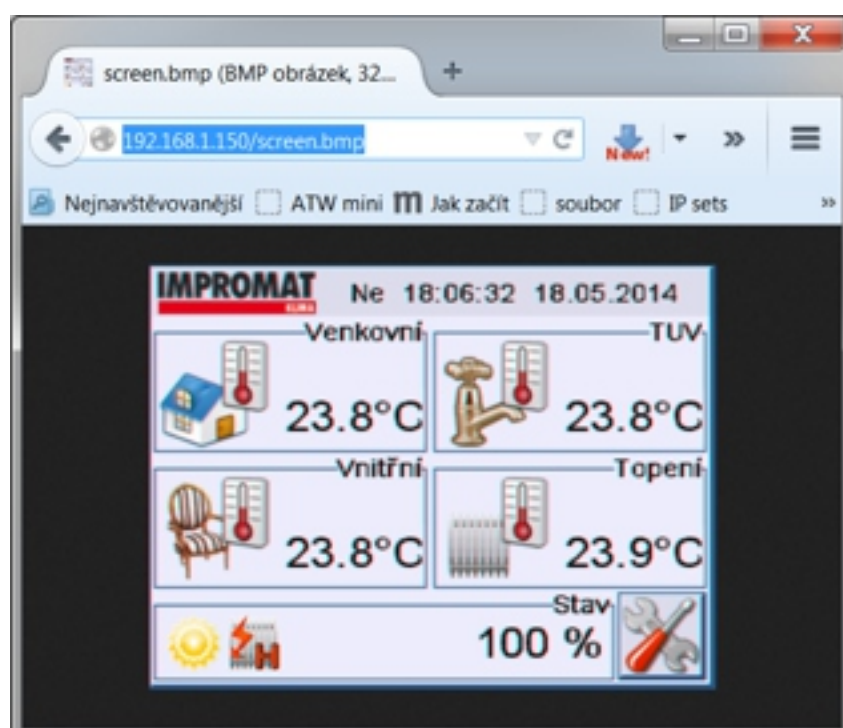 screen.bmp (BMP obrázek, 32...
192.168.1.150/screen.bmp
New!
Nejnavštěvovanější ATW mini m Jak začít soubor IP sets
IMPROMAT
KLIMA
Ne 18:06:32 18.05.2014
Venkovní
23.8°C
TUV
23.8°C
Vnitřní
23.8°C
Topení
23.9°C
H
Stav
100 %